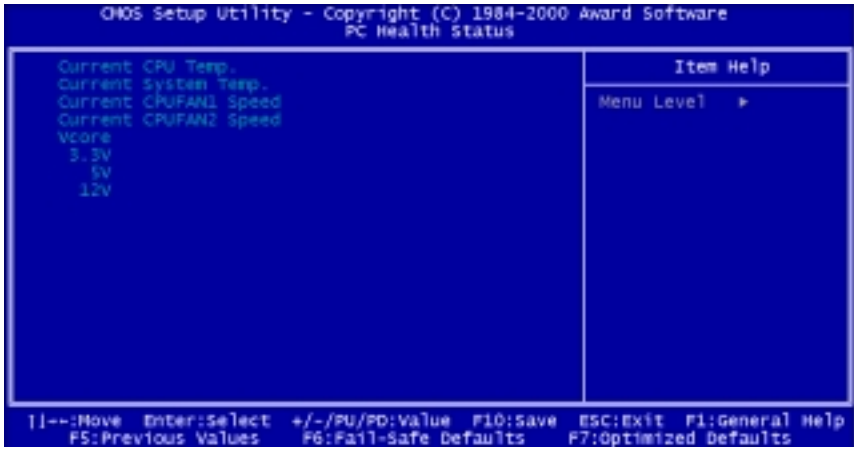 CMOS Setup Utility - Copyright (C) 1984-2000 Award Software
PC Health Status
Current CPU Temp.
Current System Temp.
Current CPUFAN1 Speed
Current CPUFAN2 Speed
Vcore
3.3V
5V
12V
Item Help
Menu Level ►
↑↓→←:Move Enter:Select +/-/PU/PD:Value F10:Save ESC:Exit F1:General Help
F5:Previous Values F6:Fail-Safe Defaults F7:Optimized Defaults